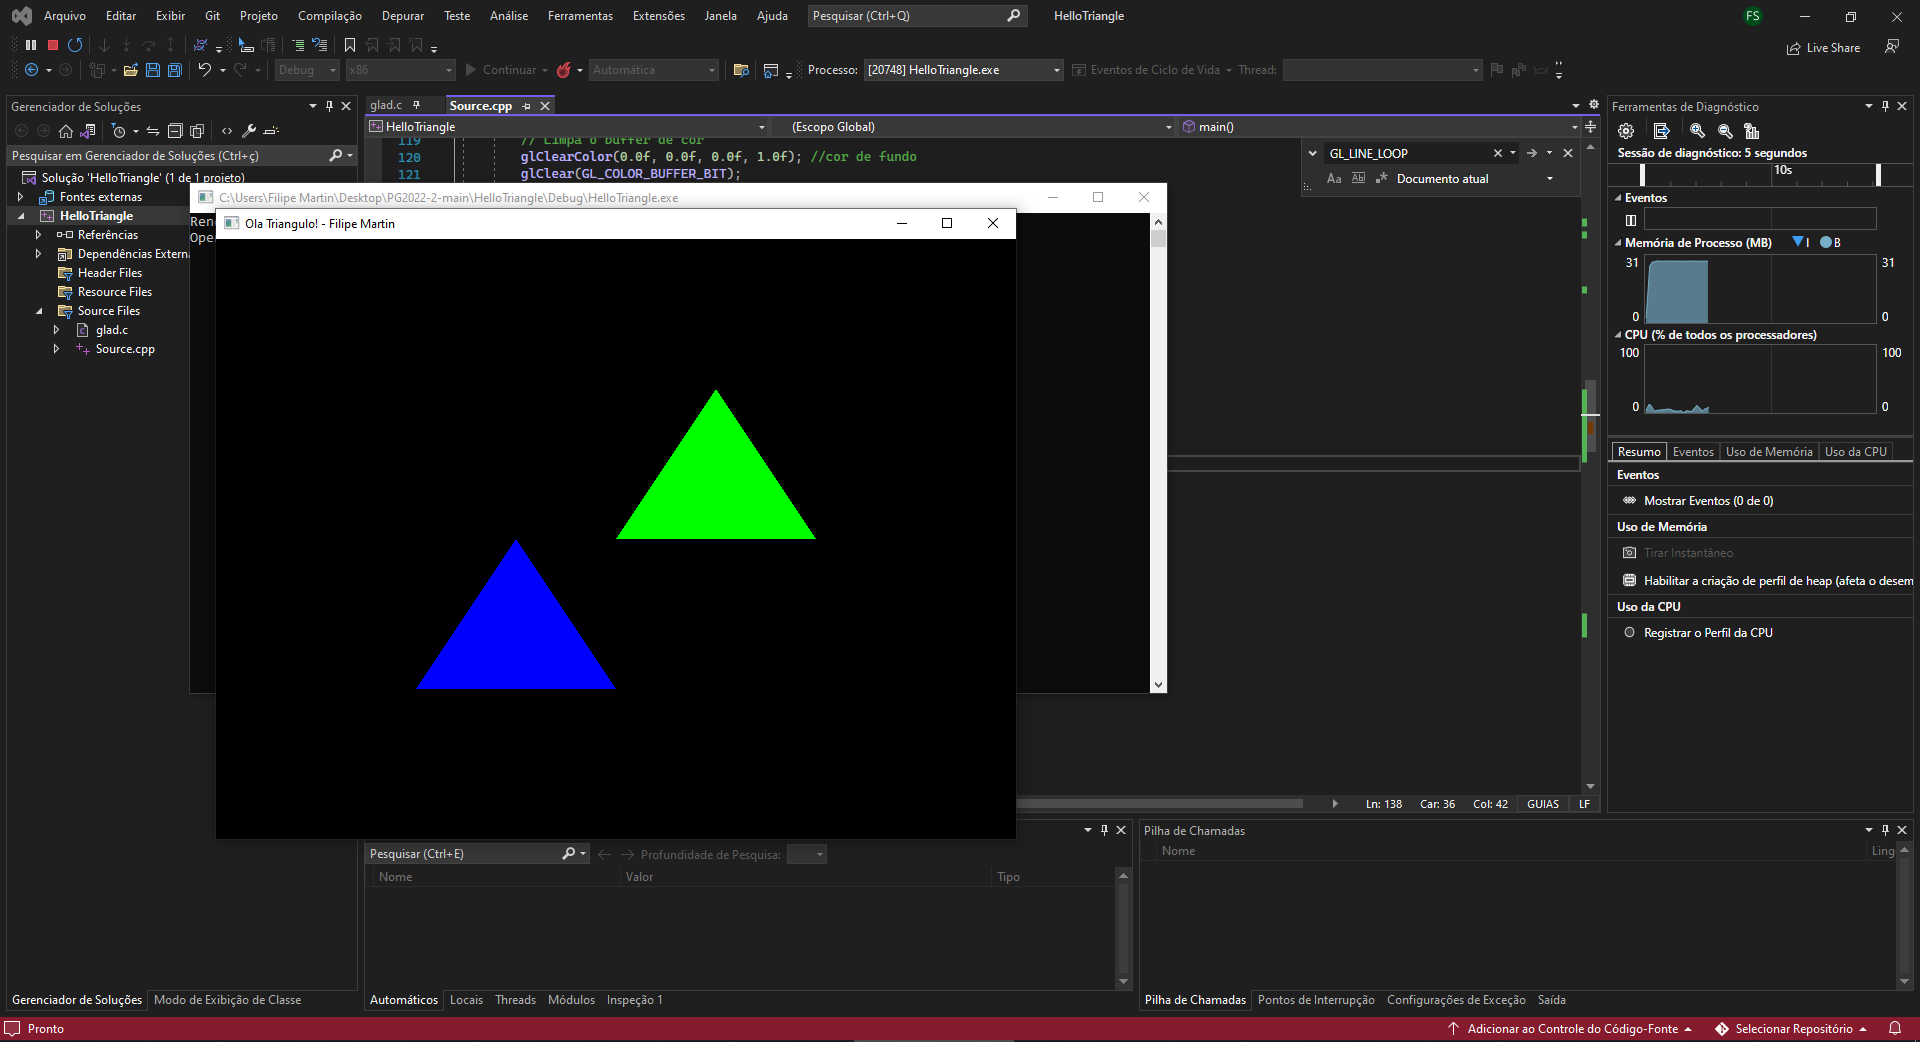 Arquivo Editar Exibir Git Projeto Compilação Depurar Teste Análise Ferramentas Extensões Janela Ajuda Pesquisar (Ctrl+Q) HelloTriangle FS
Live Share
Debug x86 Continuar Automática Processo: [20748] HelloTriangle.exe Eventos de Ciclo de Vida Thread:
Gerenciador de Soluções
Pesquisar em Gerenciador de Soluções (Ctrl+ç)
Solução 'HelloTriangle' (1 de 1 projeto)
Fontes externas
HelloTriangle
Referências
Dependências Extern
Header Files
Resource Files
Source Files
glad.c
Source.cpp
glad.c Source.cpp
HelloTriangle (Escopo Global) main()
119 // Limpa o buffer de cor
120 glClearColor(0.0f, 0.0f, 0.0f, 1.0f); //cor de fundo
121 glClear(GL_COLOR_BUFFER_BIT);
GL_LINE_LOOP
Aa Ab Documento atual
C:\Users\Filipe Martin\Desktop\PG2022-2-main\HelloTriangle\Debug\HelloTriangle.exe
Ren
Ope
Ola Triangulo! - Filipe Martin
Ln: 138 Car: 36 Col: 42 GUIAS LF
Ferramentas de Diagnóstico
Sessão de diagnóstico: 5 segundos
10s
Eventos
Memória de Processo (MB) I B
31 31
0 0
CPU (% de todos os processadores)
100 100
0 0
Resumo Eventos Uso de Memória Uso da CPU
Eventos
Mostrar Eventos (0 de 0)
Uso de Memória
Tirar Instantâneo
Habilitar a criação de perfil de heap (afeta o desem
Uso da CPU
Registrar o Perfil da CPU
Pesquisar (Ctrl+E) Profundidade de Pesquisa:
Nome Valor Tipo
Pilha de Chamadas
Nome Ling
Gerenciador de Soluções Modo de Exibição de Classe
Automáticos Locais Threads Módulos Inspeção 1
Pilha de Chamadas Pontos de Interrupção Configurações de Exceção Saída
Pronto Adicionar ao Controle do Código-Fonte Selecionar Repositório